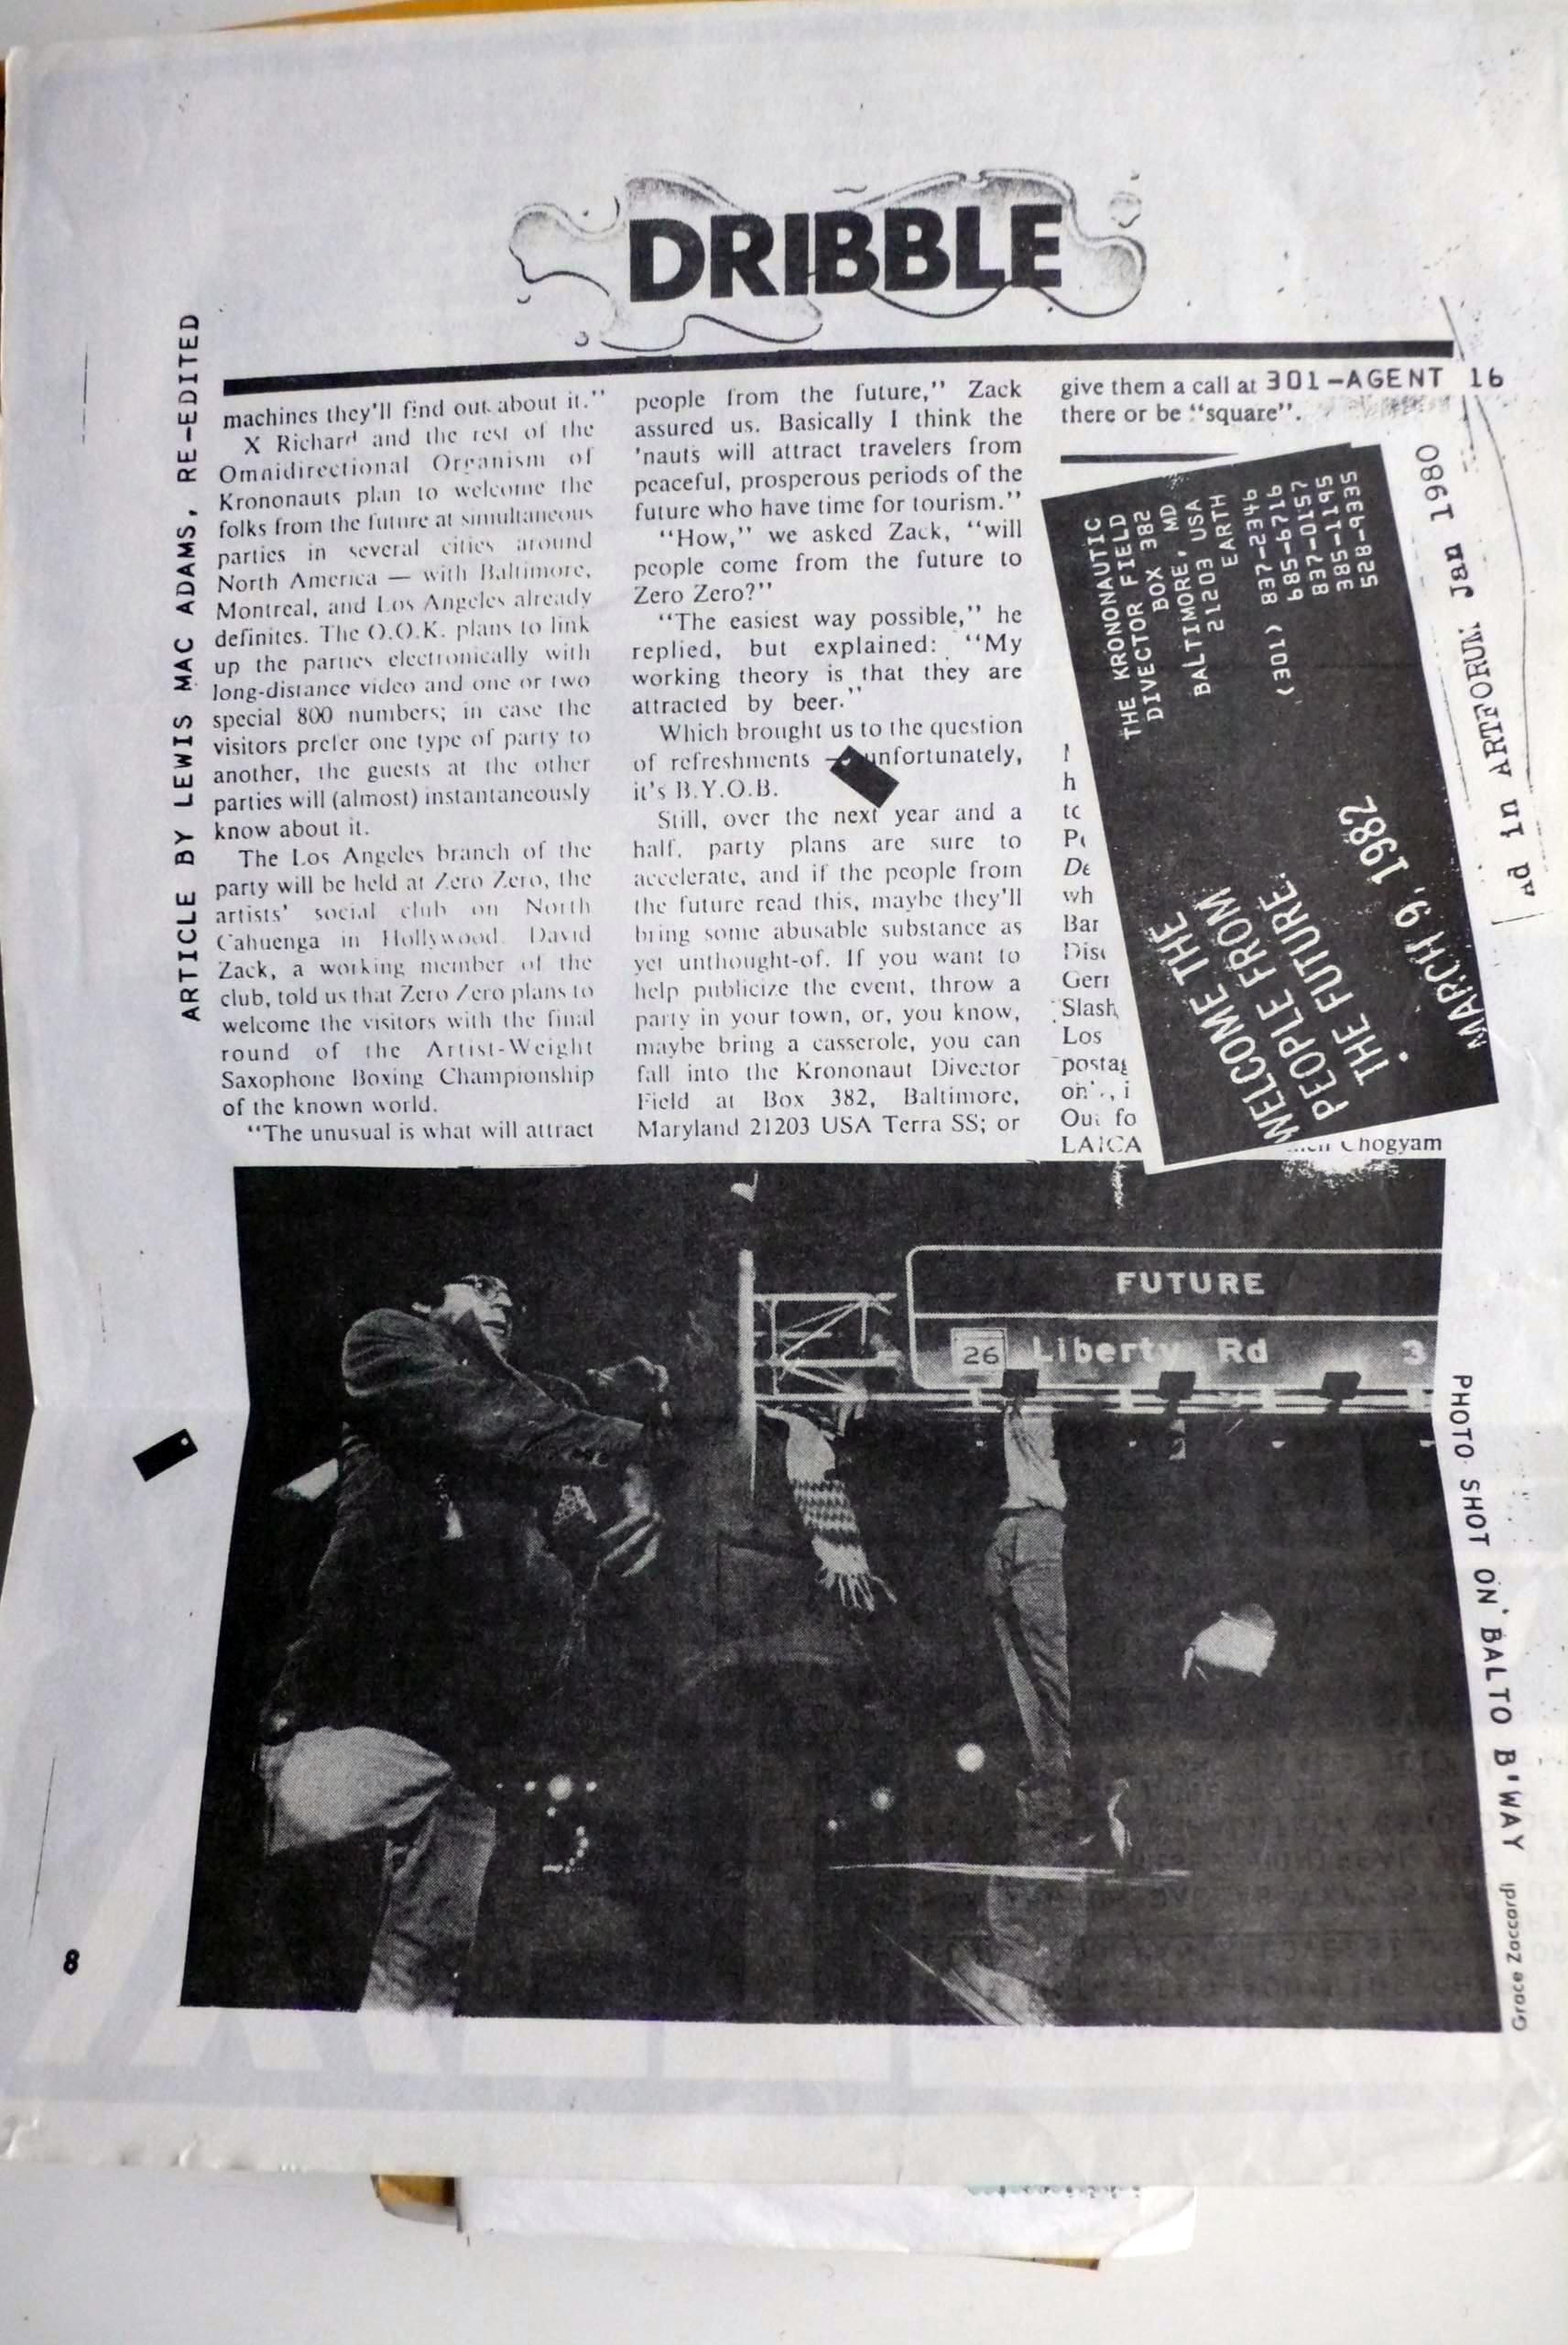 DRIBBLE
ARTICLE BY LEWIS MAC ADAMS, RE-EDITED
machines they'll find out about it."
X Richard and the rest of the
Omnidirectional Organism of
Krononauts plan to welcome the
folks from the future at simultaneous
parties in several cities around
North America — with Baltimore,
Montreal, and Los Angeles already
definites. The O.O.K. plans to link
up the parties electronically with
long-distance video and one or two
special 800 numbers; in case the
visitors prefer one type of party to
another, the guests at the other
parties will (almost) instantaneously
know about it.
The Los Angeles branch of the
party will be held at Zero Zero, the
artists' social club on North
Cahuenga in Hollywood. David
Zack, a working member of the
club, told us that Zero Zero plans to
welcome the visitors with the final
round of the Artist-Weight
Saxophone Boxing Championship
of the known world.
"The unusual is what will attract
people from the future," Zack
assured us. Basically I think the
'nauts will attract travelers from
peaceful, prosperous periods of the
future who have time for tourism."
"How," we asked Zack, "will
people come from the future to
Zero Zero?"
"The easiest way possible," he
replied, but explained: "My
working theory is that they are
attracted by beer."
Which brought us to the question
of refreshments — unfortunately,
it's B.Y.O.B.
Still, over the next year and a
half, party plans are sure to
accelerate, and if the people from
the future read this, maybe they'll
bring some abusable substance as
yet unthought-of. If you want to
help publicize the event, throw a
party in your town, or, you know,
maybe bring a casserole, you can
fall into the Krononaut Divector
Field at Box 382, Baltimore,
Maryland 21203 USA Terra SS; or
give them a call at 301-AGENT 16
there or be "square".
THE KRONONAUTIC
DIVECTOR FIELD
BOX 382
BALTIMORE, MD
21203 USA
EARTH
(301) 837-2346
685-6716
837-0157
385-1195
528-9335
WELCOME THE
PEOPLE FROM
THE FUTURE.
MARCH 9, 1982
Ad in ARTFORUM Jan 1980
h
wh
Bar
Slash,
Los
Out fo
LAICA
Chogyam
FUTURE
26 Liberty Rd 3
PHOTO SHOT ON BALTO B'WAY
Grace Zaccardi
8